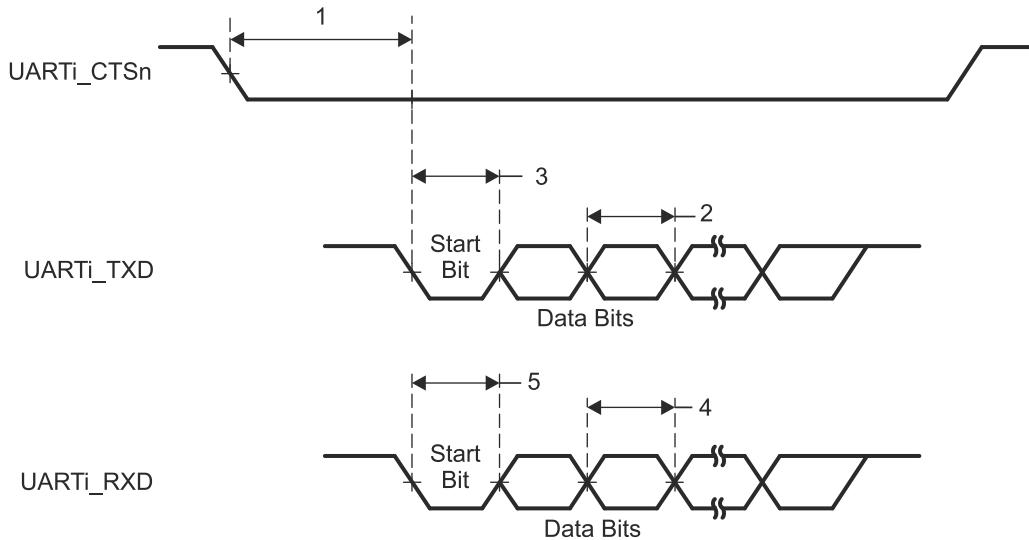 1
UARTi_CTSn
3
2
UARTi_TXD
Start
Bit
Data Bits
5
4
UARTi_RXD
Start
Bit
Data Bits